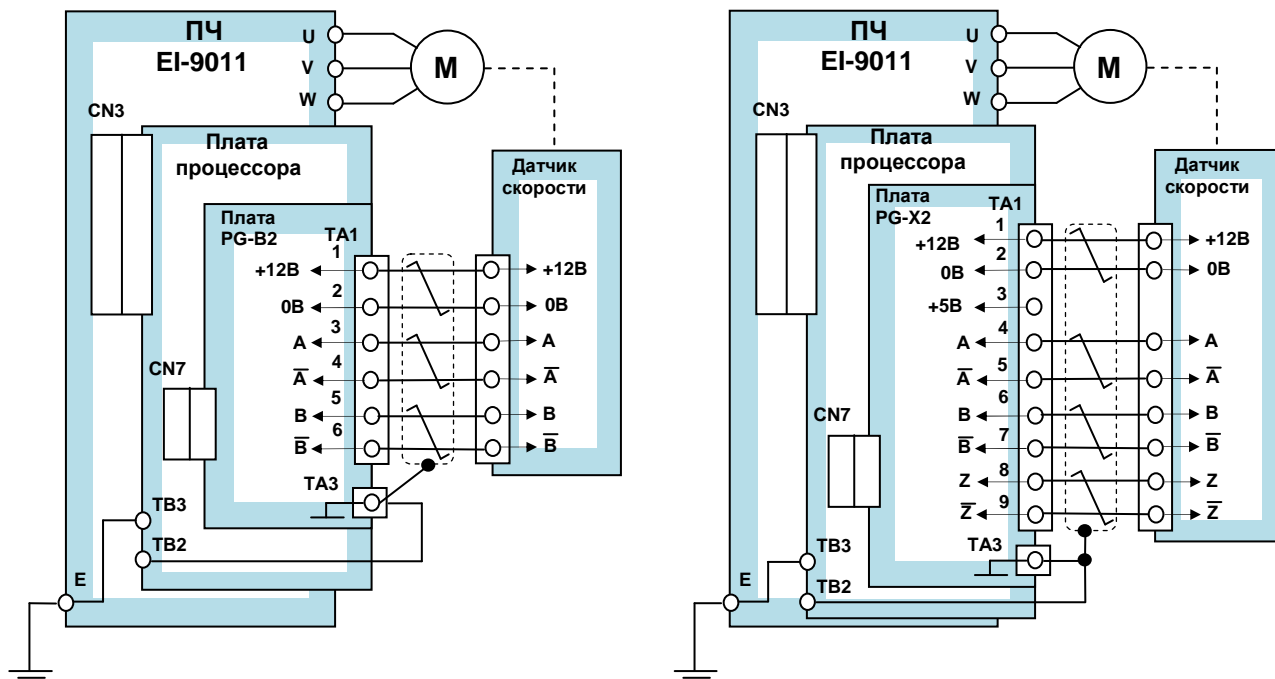 ПЧ
EI-9011
U
V
W
M
CN3
Плата
процессора
Датчик
скорости
Плата
PG-B2
TA1
1
+12В
+12В
2
0В
0В
3
A
A
4
A̅
A̅
CN7
5
B
B
6
B̅
B̅
TA3
TB3
TB2
E
ПЧ
EI-9011
U
V
W
M
CN3
Плата
процессора
Датчик
скорости
Плата
PG-X2
TA1
1
+12В
+12В
2
0В
0В
3
+5В
4
A
A
5
A̅
A̅
6
B
B
CN7
7
B̅
B̅
8
Z
Z
9
Z̅
Z̅
TA3
TB3
TB2
E